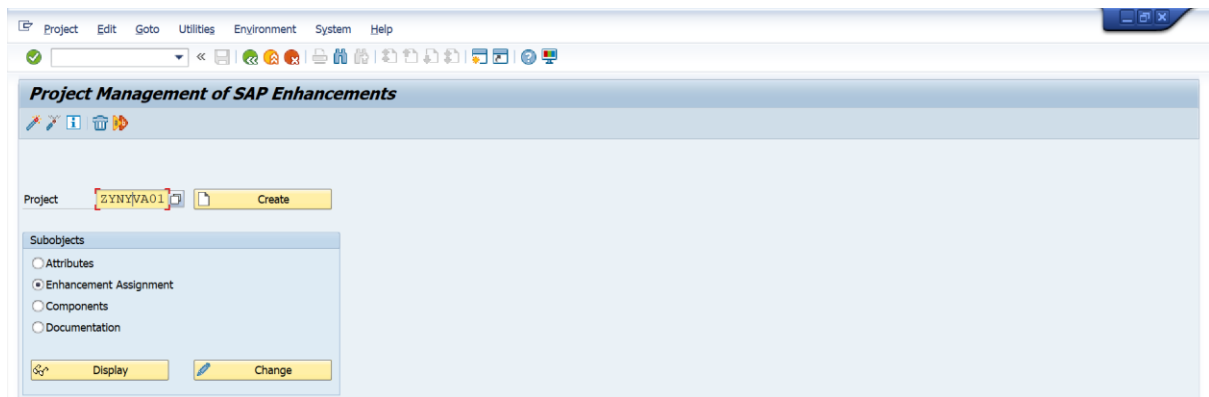 Project Edit Goto Utilities Environment System Help
Project Management of SAP Enhancements
Project ZYNYVA01 Create
Subobjects
Attributes
Enhancement Assignment
Components
Documentation
Display Change